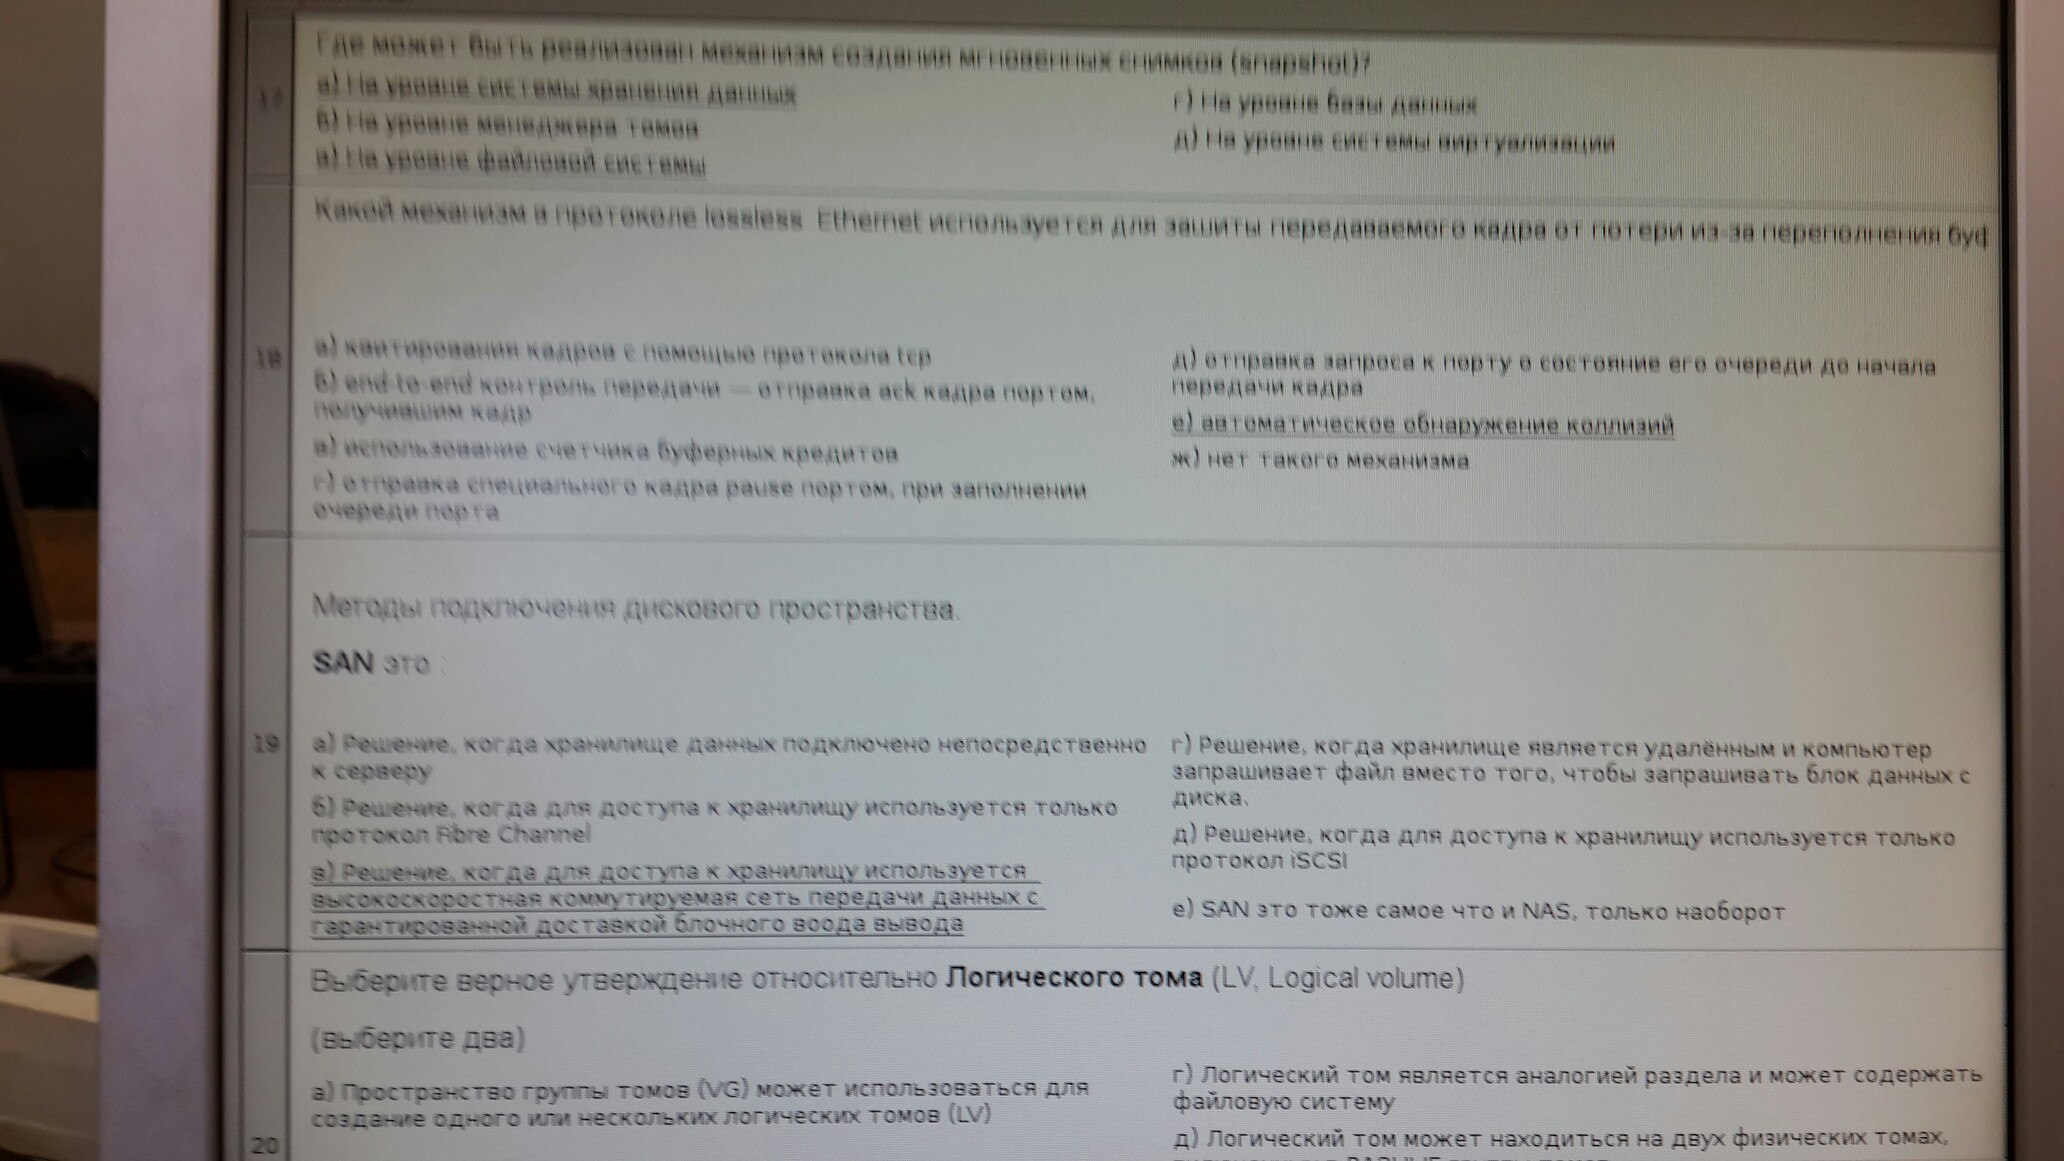 Где может быть реализован механизм создания мгновенных снимков (snapshot)?
17
а) На уровне системы хранения данных
б) На уровне менеджера томов
в) На уровне файловой системы
г) На уровне базы данных
д) На уровне системы виртуализации
Какой механизм в протоколе lossless Ethernet используется для защиты передаваемого кадра от потери из-за переполнения
18
а) квитирования кадров с помощью протокола tcp
б) end-to-end контроль передачи — отправка ack кадра портом,
получившим кадр
в) использование счетчика буферных кредитов
г) отправка специального кадра pause портом, при заполнении
очереди порта
д) отправка запроса к порту о состояние его очереди до начала
передачи кадра
е) автоматическое обнаружение коллизий
ж) нет такого механизма
Методы подключения дискового пространства.
SAN это :
19
а) Решение, когда хранилище данных подключено непосредственно
к серверу
б) Решение, когда для доступа к хранилищу используется только
протокол Fibre Channel
в) Решение, когда для доступа к хранилищу используется
высокоскоростная коммутируемая сеть передачи данных с
гарантированной доставкой блочного воода вывода
г) Решение, когда хранилище является удалённым и компьютер
запрашивает файл вместо того, чтобы запрашивать блок данных с
диска.
д) Решение, когда для доступа к хранилищу используется только
протокол iSCSI
е) SAN это тоже самое что и NAS, только наоборот
Выберите верное утверждение относительно Логического тома (LV, Logical volume)
(выберите два)
20
а) Пространство группы томов (VG) может использоваться для
создание одного или нескольких логических томов (LV)
г) Логический том является аналогией раздела и может содержать
файловую систему
д) Логический том может находиться на двух физических томах,